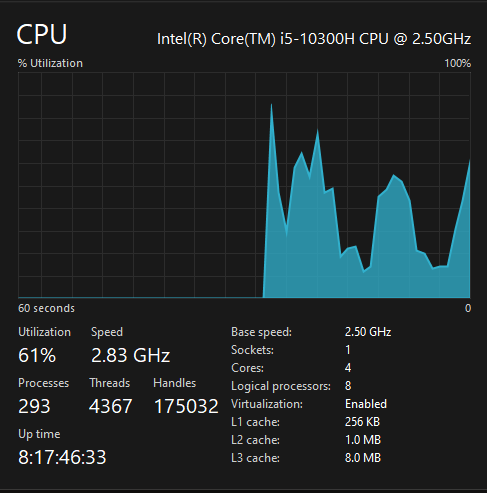 CPU
Intel(R) Core(TM) i5-10300H CPU @ 2.50GHz
% Utilization 100%
60 seconds 0
Utilization Speed
61% 2.83 GHz
Processes Threads Handles
293 4367 175032
Up time
8:17:46:33
Base speed: 2.50 GHz
Sockets: 1
Cores: 4
Logical processors: 8
Virtualization: Enabled
L1 cache: 256 KB
L2 cache: 1.0 MB
L3 cache: 8.0 MB